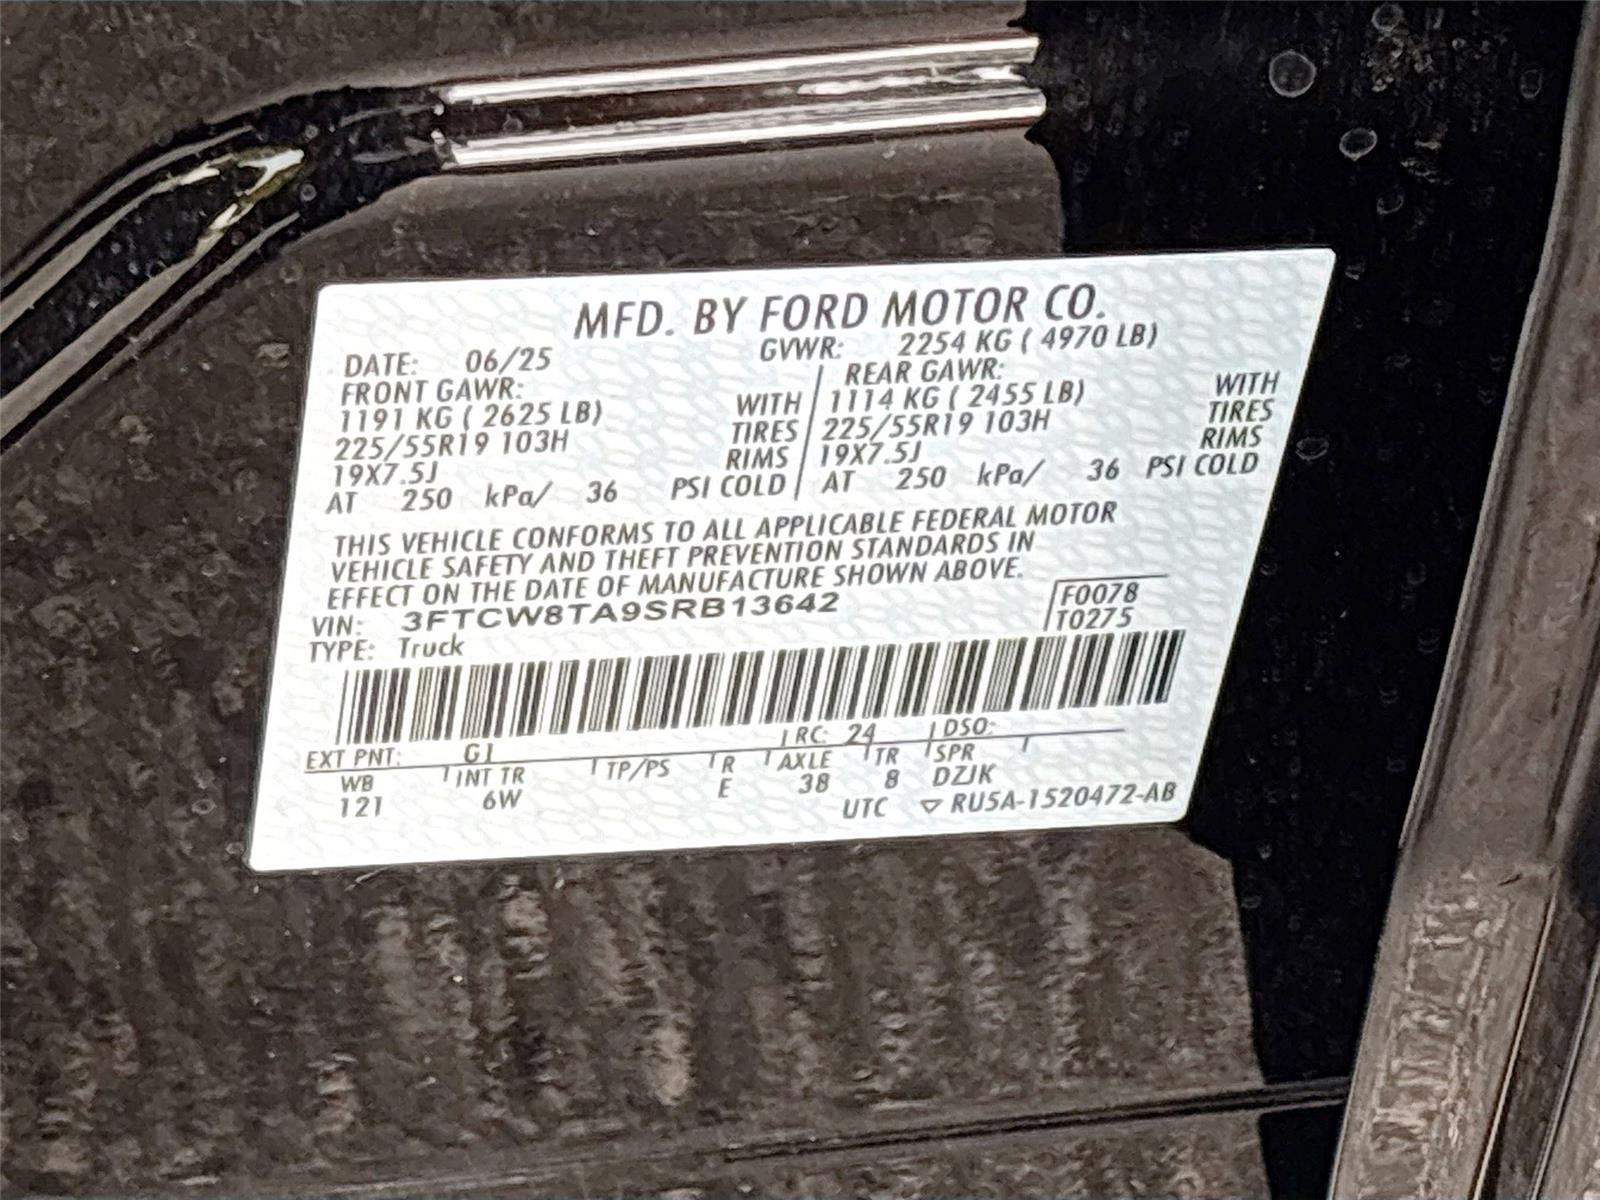 MFD. BY FORD MOTOR CO.
DATE: 06/25 GVWR: 2254 KG ( 4970 LB)
FRONT GAWR: REAR GAWR:
1191 KG ( 2625 LB) WITH 1114 KG ( 2455 LB) WITH
225/55R19 103H TIRES 225/55R19 103H TIRES
19X7.5J RIMS 19X7.5J RIMS
AT 250 kPa/ 36 PSI COLD AT 250 kPa/ 36 PSI COLD
THIS VEHICLE CONFORMS TO ALL APPLICABLE FEDERAL MOTOR
VEHICLE SAFETY AND THEFT PREVENTION STANDARDS IN
EFFECT ON THE DATE OF MANUFACTURE SHOWN ABOVE.
VIN: 3FTCW8TA9SRB13642 F0078
TYPE: Truck T0275
EXT PNT: G1 RC: 24 DSO:
WB INT TR TP/PS R AXLE TR SPR
121 6W E 38 8 DZJK
UTC ▽ RU5A-1520472-AB